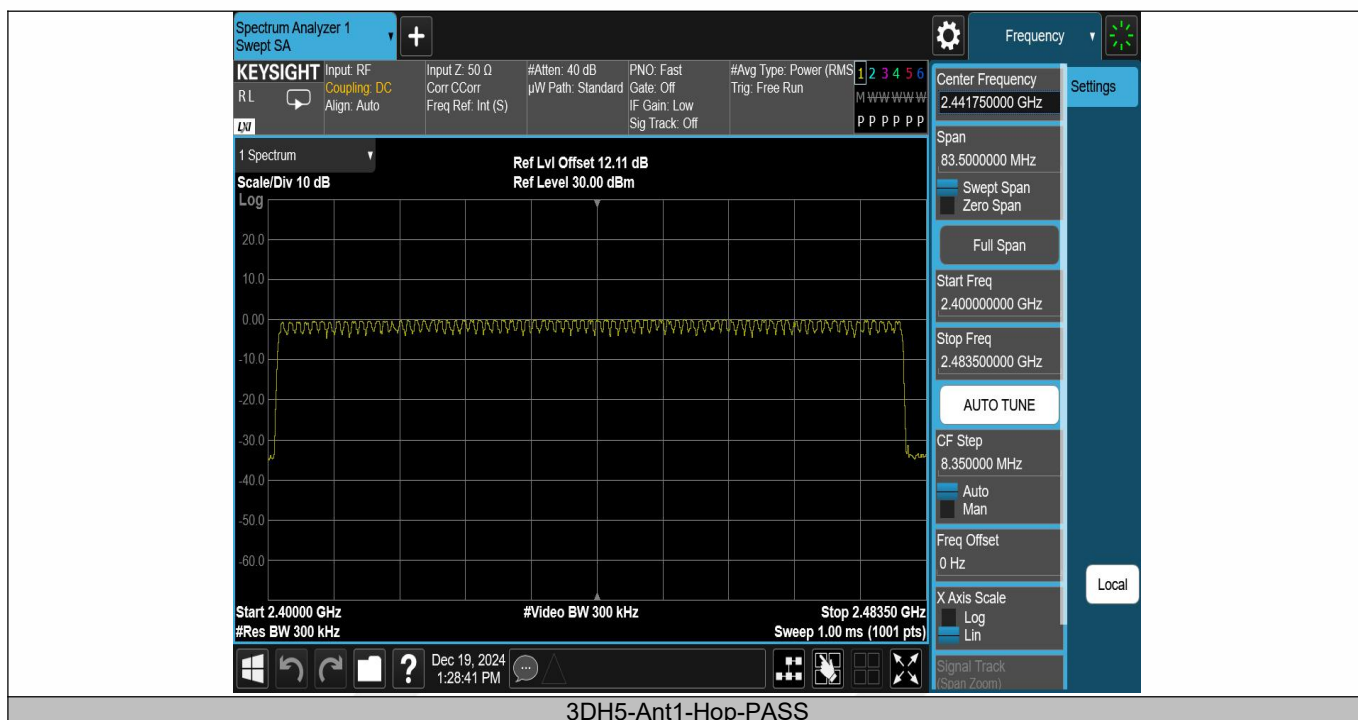 Spectrum Analyzer 1
Swept SA
Frequency
KEYSIGHT
RL
LXI
Input: RF
Coupling: DC
Align: Auto
Input Z: 50 Ω
Corr CCorr
Freq Ref: Int (S)
#Atten: 40 dB
µW Path: Standard
PNO: Fast
Gate: Off
IF Gain: Low
Sig Track: Off
#Avg Type: Power (RMS
Trig: Free Run
1 2 3 4 5 6
M W W W W W
P P P P P P
1 Spectrum
Scale/Div 10 dB
Log
Ref Lvl Offset 12.11 dB
Ref Level 30.00 dBm
20.0
10.0
0.00
-10.0
-20.0
-30.0
-40.0
-50.0
-60.0
Start 2.40000 GHz
#Res BW 300 kHz
#Video BW 300 kHz
Stop 2.48350 GHz
Sweep 1.00 ms (1001 pts)
Center Frequency
2.441750000 GHz
Settings
Span
83.5000000 MHz
Swept Span
Zero Span
Full Span
Start Freq
2.400000000 GHz
Stop Freq
2.483500000 GHz
AUTO TUNE
CF Step
8.350000 MHz
Auto
Man
Freq Offset
0 Hz
X Axis Scale
Log
Lin
Signal Track
(Span Zoom)
Local
?
Dec 19, 2024
1:28:41 PM
3DH5-Ant1-Hop-PASS